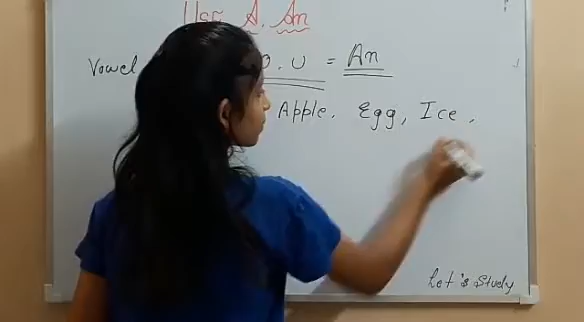 Use A. An
Vowel O. U = An
Apple. Egg, Ice,
Let's Study